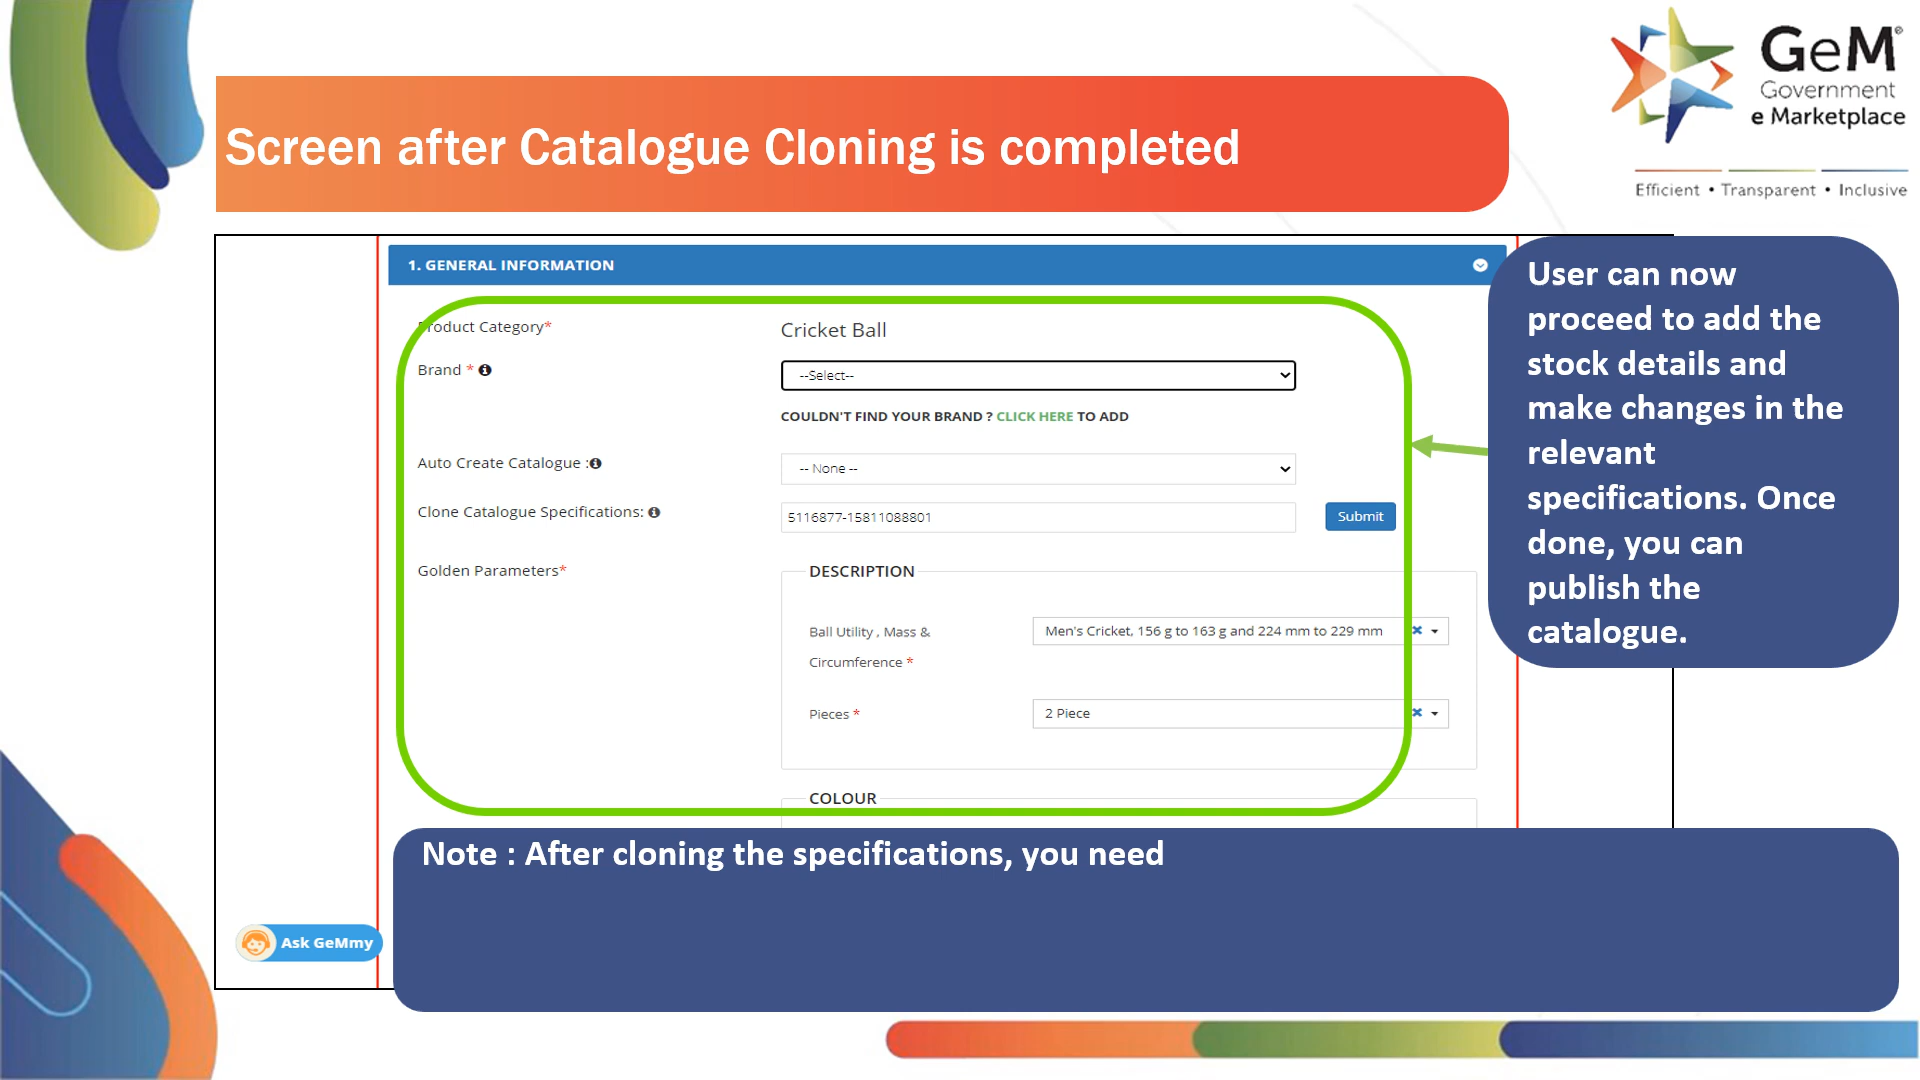 GeM
Government
e Marketplace
Efficient • Transparent • Inclusive
Screen after Catalogue Cloning is completed
1. GENERAL INFORMATION
Product Category*
Cricket Ball
Brand *
--Select--
COULDN'T FIND YOUR BRAND ? CLICK HERE TO ADD
Auto Create Catalogue :
-- None --
Clone Catalogue Specifications:
5116877-15811088801
Submit
Golden Parameters*
DESCRIPTION
Ball Utility , Mass &
Circumference *
Men's Cricket, 156 g to 163 g and 224 mm to 229 mm
Pieces *
2 Piece
COLOUR
User can now
proceed to add the
stock details and
make changes in the
relevant
specifications. Once
done, you can
publish the
catalogue.
Note : After cloning the specifications, you need
Ask GeMmy